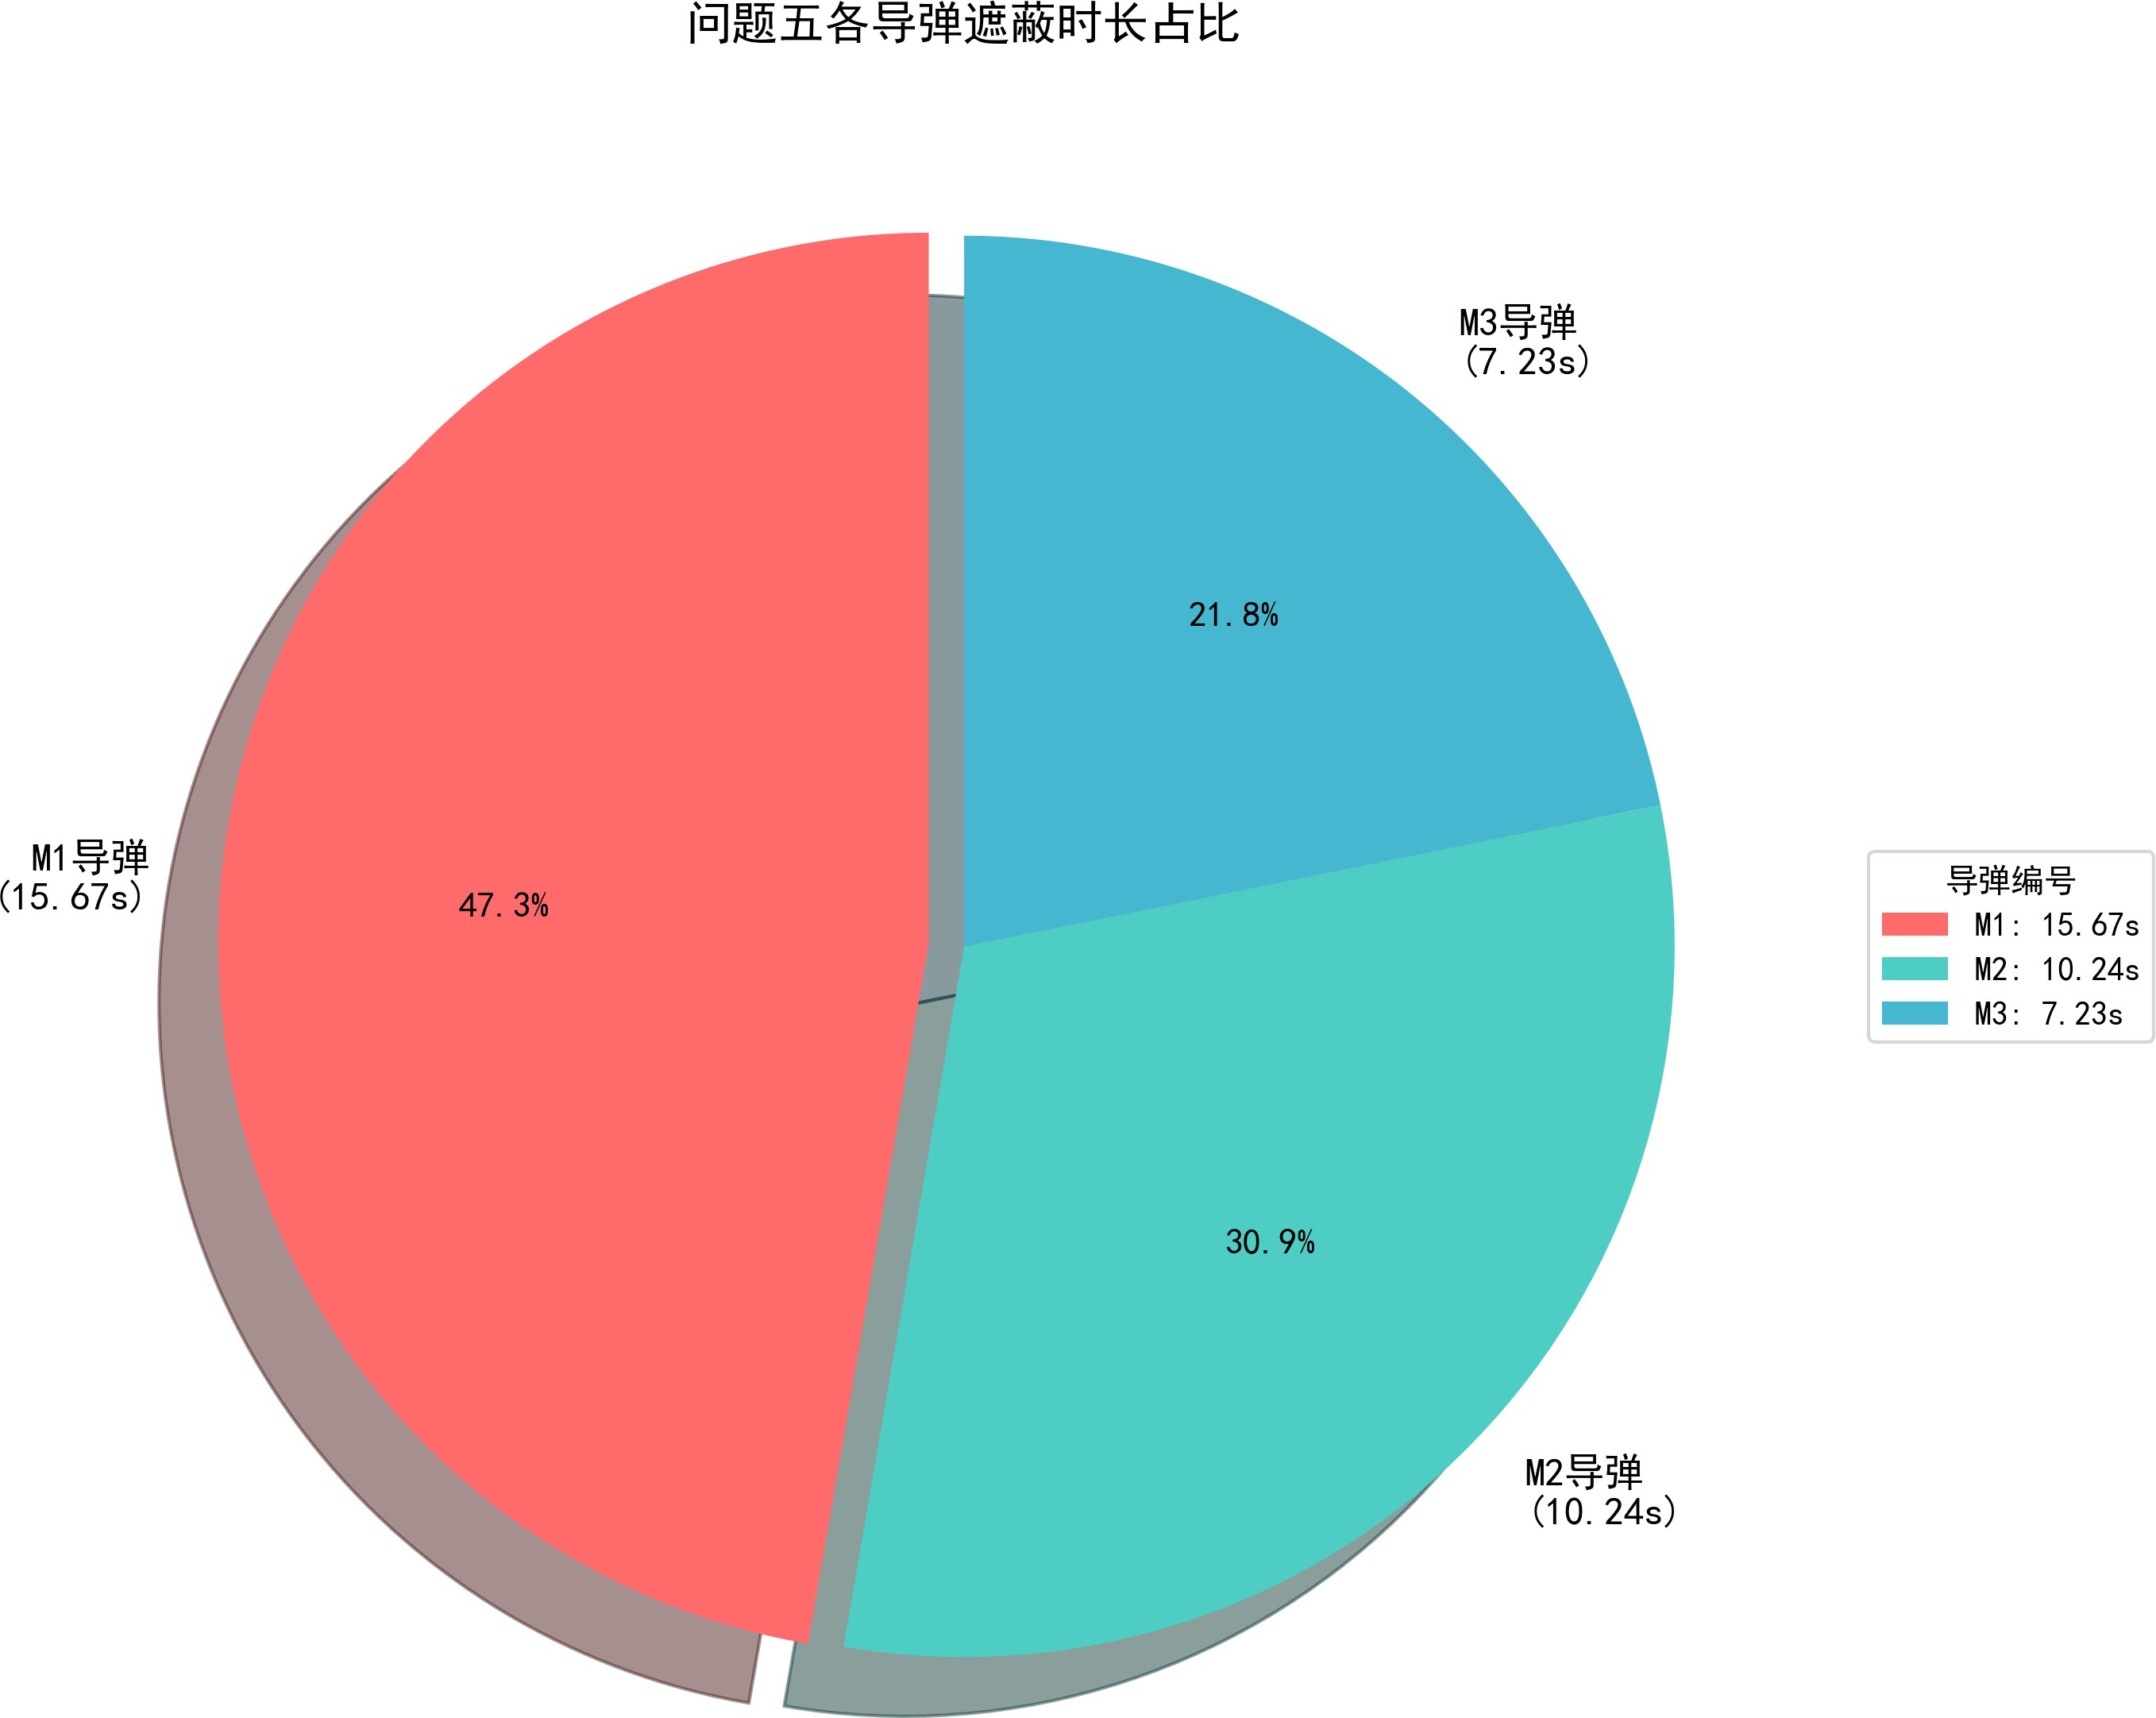 问题五各导弹遮蔽时长占比
M3导弹
(7.23s)
21.8%
M1导弹
(15.67s)
47.3%
导弹编号
M1: 15.67s
M2: 10.24s
M3: 7.23s
30.9%
M2导弹
(10.24s)